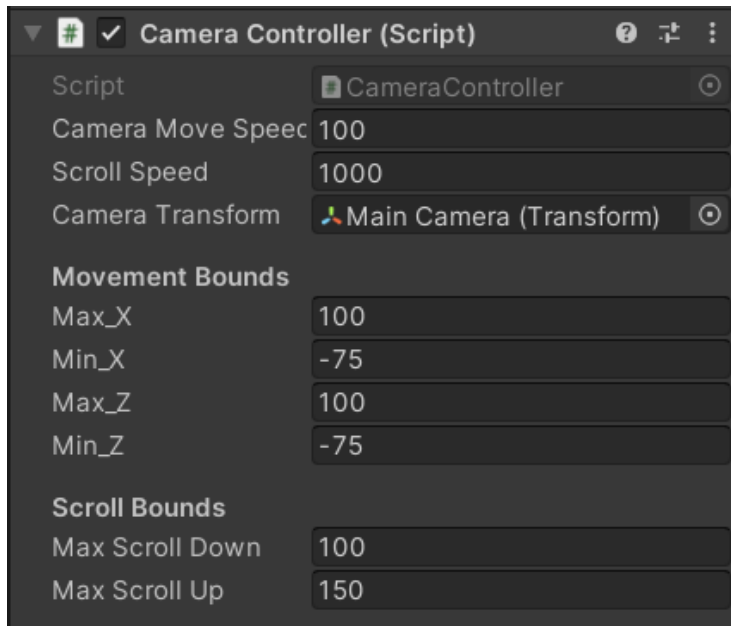 Camera Controller (Script)
Script CameraController
Camera Move Speed 100
Scroll Speed 1000
Camera Transform Main Camera (Transform)
Movement Bounds
Max_X 100
Min_X -75
Max_Z 100
Min_Z -75
Scroll Bounds
Max Scroll Down 100
Max Scroll Up 150